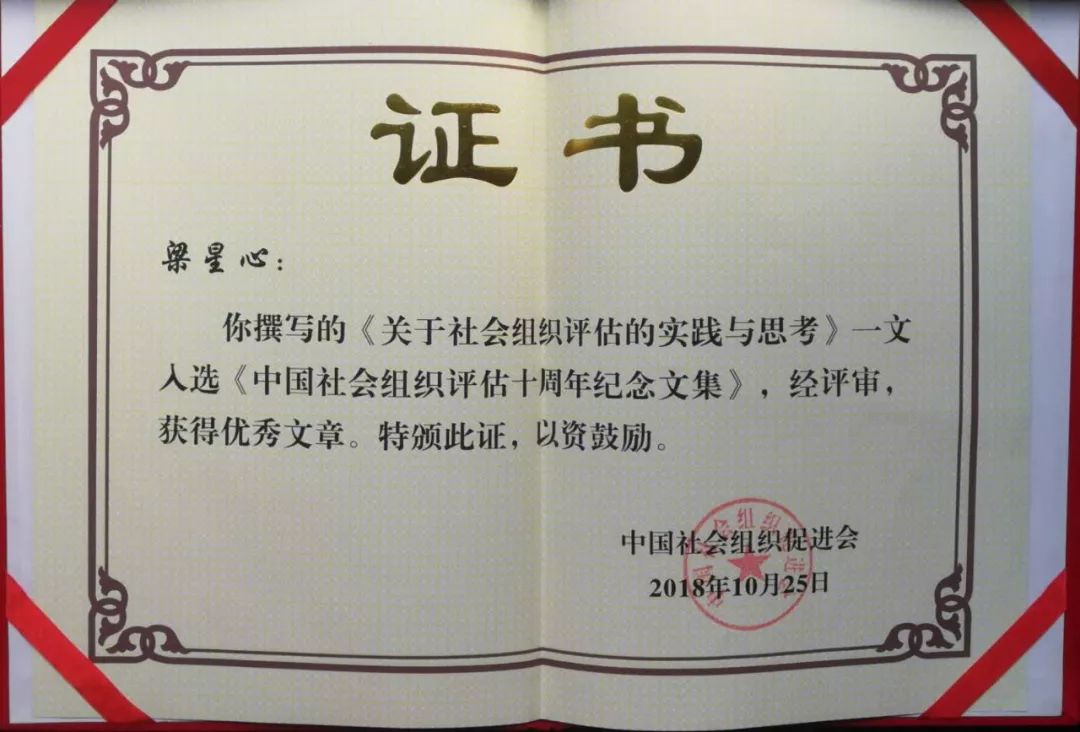 证书
梁星心：
你撰写的《关于社会组织评估的实践与思考》一文
入选《中国社会组织评估十周年纪念文集》，经评审，
获得优秀文章。特颁此证，以资鼓励。
中国社会组织促进会
2018年10月25日